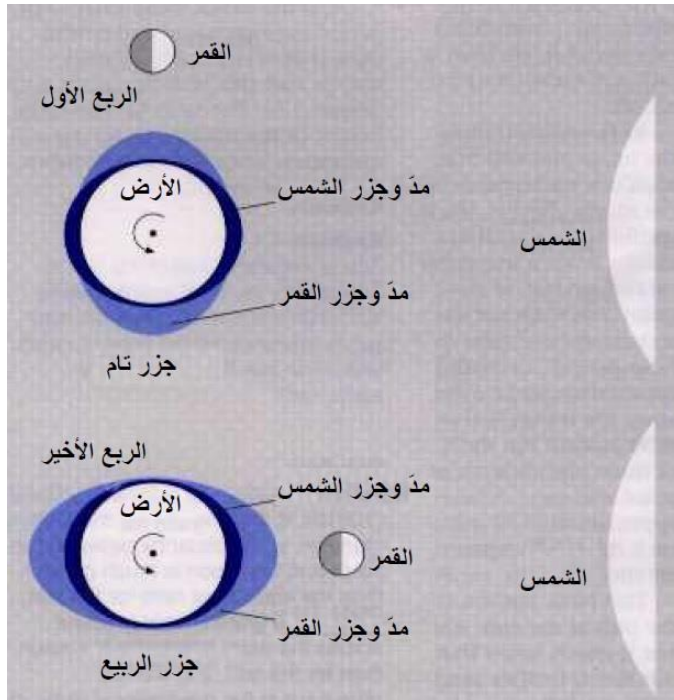 القمر
الربع الأول
الأرض
مدّ وجزر الشمس
الشمس
مدّ وجزر القمر
جزر تام
الربع الأخير
مدّ وجزر الشمس
الأرض
القمر
الشمس
مدّ وجزر القمر
جزر الربيع